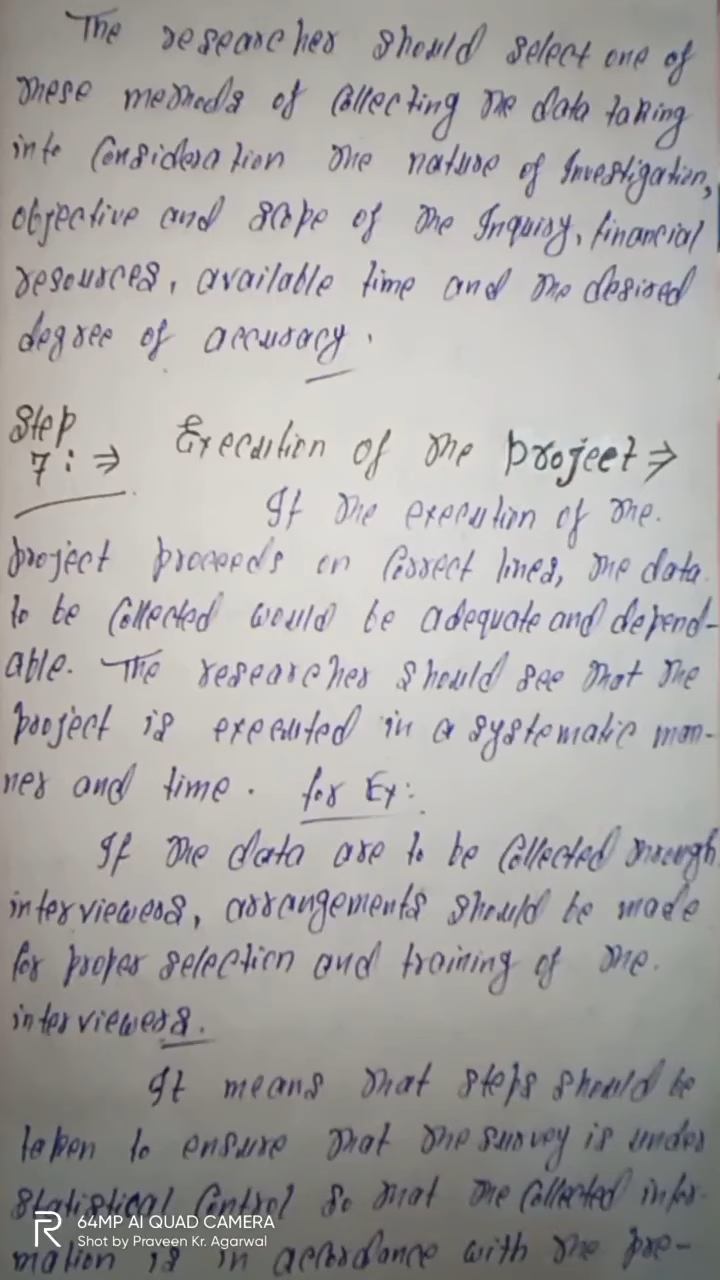 The researcher should select one of
these methods of collecting the data taking
into Consideration the nature of Investigation,
objective and scope of the Inquiry, financial
resources, available time and the desired
degree of accuracy.
Step
7: ⇒ Execution of the project ⇒
If the execution of the
project proceeds on Correct lines, the data
to be Collected would be adequate and depend-
able. The researcher should see that the
project is executed in a systematic man-
ner and time. for Ex:
If the data are to be Collected through
interviewers, arrangements should be made
for proper selection and training of the
interviewers.
It means that steps should be
taken to ensure that the survey is under
Statistical Control so that the Collected infor-
mation is in accordance with the pre-
64MP AI QUAD CAMERA
Shot by Praveen Kr. Agarwal